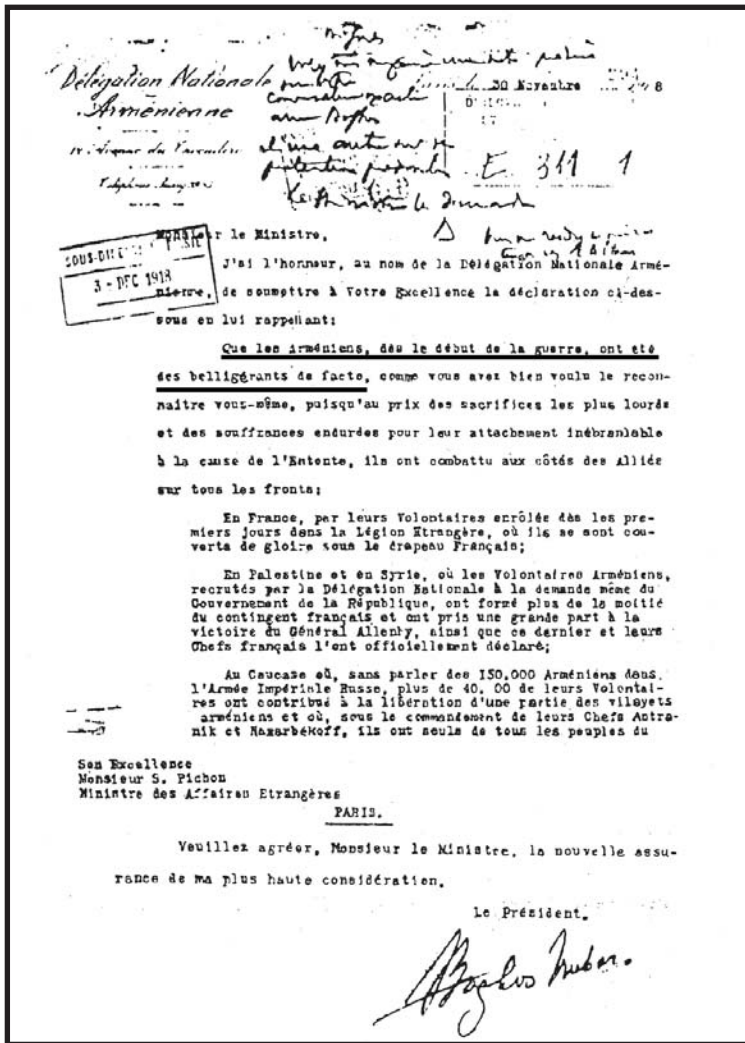 Délégation Nationale
Arménienne
30 Novembre 8
E. 341 1
Monsieur le Ministre,
3 - DEC 1918
J'ai l'honneur, au nom de la Délégation Nationale Armé-
nienne, de soumettre à Votre Excellence la déclaration ci-des-
sous en lui rappellant:
Que les arméniens, dès le début de la guerre, ont été
des belligérants de facto, comme vous avez bien voulu le recon-
naitre vous-même, puisqu'au prix des sacrifices les plus lourds
et des souffrances endurées pour leur attachement inébranlable
à la cause de l'Entente, ils ont combattu aux côtés des Alliés
sur tous les fronts:
En France, par leurs Volontaires enrôlés dès les pre-
miers jours dans la Légion Etrangère, où ils se sont cou-
verts de gloire sous le drapeau Français;
En Palestine et en Syrie, où les Volontaires Arméniens,
recrutés par la Délégation Nationale à la demande même du
Gouvernement de la République, ont formé plus de la moitié
du contingent français et ont pris une grande part à la
victoire du Général Allenby, ainsi que ce dernier et leurs
Chefs français l'ont officiellement déclaré;
Au Caucase où, sans parler des 150.000 Arméniens dans
l'Armée Impériale Russe, plus de 40. 00 de leurs Volontai-
res ont contribué à la libération d'une partie des vilayets
arméniens et où, sous le commandement de leurs Chefs Antra-
nik et Nazarbékoff, ils ont seuls de tous les peuples du
Son Excellence
Monsieur S. Pichon
Ministre des Affaires Etrangères
PARIS.
Veuillez agréer, Monsieur le Ministre, la nouvelle assu-
rance de ma plus haute considération.
Le Président.
Boghos Nubar.